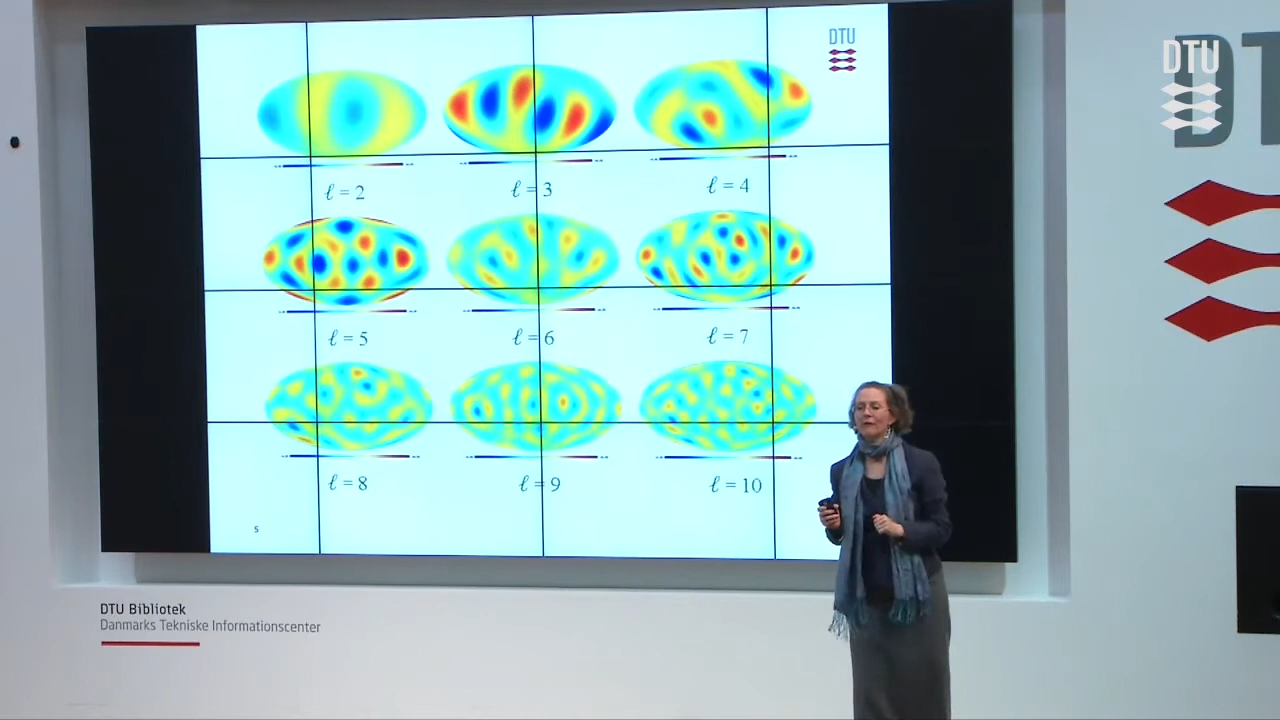 DTU
DTU
ℓ = 2
ℓ = 3
ℓ = 4
ℓ = 5
ℓ = 6
ℓ = 7
ℓ = 8
ℓ = 9
ℓ = 10
5
DTU Bibliotek
Danmarks Tekniske Informationscenter